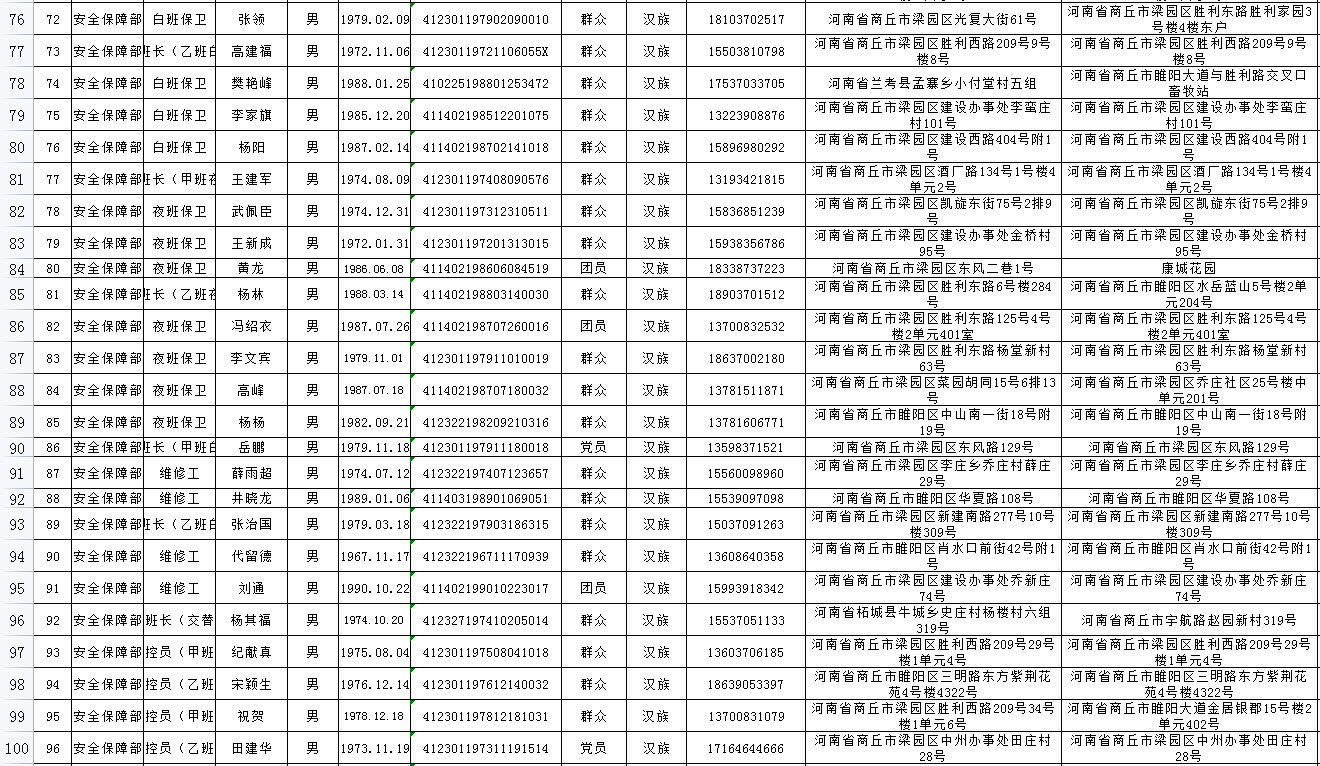 76 72 安全保障部 白班保卫 张领 男 1979.02.09 412301197902090010 群众 汉族 18103702517 河南省商丘市梁园区光复大街61号 河南省商丘市梁园区胜利东路胜利家园3号楼4楼东户
77 73 安全保障部 班长（乙班白 高建福 男 1972.11.06 41230119721106055X 群众 汉族 15503810798 河南省商丘市梁园区胜利西路209号9号楼8号 河南省商丘市梁园区胜利西路209号9号楼8号
78 74 安全保障部 白班保卫 樊艳峰 男 1988.01.25 410225198801253472 群众 汉族 17537033705 河南省兰考县孟寨乡小付堂村五组 河南省商丘市睢阳大道与胜利路交叉口畜牧站
79 75 安全保障部 白班保卫 李家旗 男 1985.12.20 411402198512201075 群众 汉族 13223908876 河南省商丘市梁园区建设办事处李蛮庄村101号 河南省商丘市梁园区建设办事处李蛮庄村101号
80 76 安全保障部 白班保卫 杨阳 男 1987.02.14 411402198702141018 群众 汉族 15896980292 河南省商丘市梁园区建设西路404号附1号 河南省商丘市梁园区建设西路404号附1号
81 77 安全保障部 班长（甲班夜 王建军 男 1974.08.09 412301197408090576 群众 汉族 13193421815 河南省商丘市梁园区酒厂路134号1号楼4单元2号 河南省商丘市梁园区酒厂路134号1号楼4单元2号
82 78 安全保障部 夜班保卫 武佩臣 男 1974.12.31 412301197312310511 群众 汉族 15836851239 河南省商丘市梁园区凯旋东街75号2排9号 河南省商丘市梁园区凯旋东街75号2排9号
83 79 安全保障部 夜班保卫 王新成 男 1972.01.31 412301197201313015 群众 汉族 15938356786 河南省商丘市梁园区建设办事处金桥村95号 河南省商丘市梁园区建设办事处金桥村95号
84 80 安全保障部 夜班保卫 黄龙 男 1986.06.08 411402198606084519 团员 汉族 18338737223 河南省商丘市梁园区东风二巷1号 康城花园
85 81 安全保障部 班长（乙班夜 杨林 男 1988.03.14 411402198803140030 群众 汉族 18903701512 河南省商丘市梁园区胜利东路6号楼284号 河南省商丘市睢阳区水岳蓝山5号楼2单元204号
86 82 安全保障部 夜班保卫 冯绍衣 男 1987.07.26 411402198707260016 团员 汉族 13700832532 河南省商丘市梁园区胜利东路125号4号楼2单元401室 河南省商丘市梁园区胜利东路125号4号楼2单元401室
87 83 安全保障部 夜班保卫 李文宾 男 1979.11.01 412301197911010019 群众 汉族 18637002180 河南省商丘市梁园区胜利东路杨堂新村63号 河南省商丘市梁园区胜利东路杨堂新村63号
88 84 安全保障部 夜班保卫 高峰 男 1987.07.18 411402198707180032 群众 汉族 13781511871 河南省商丘市梁园区菜园胡同15号6排13号 河南省商丘市梁园区乔庄社区25号楼中单元201号
89 85 安全保障部 夜班保卫 杨杨 男 1982.09.21 412322198209210316 群众 汉族 13781606771 河南省商丘市睢阳区中山南一街18号附19号 河南省商丘市睢阳区中山南一街18号附19号
90 86 安全保障部 班长（甲班白 岳鹏 男 1979.11.18 412301197911180018 党员 汉族 13598371521 河南省商丘市梁园区东风路129号 河南省商丘市梁园区东风路129号
91 87 安全保障部 维修工 薛雨超 男 1974.07.12 412322197407123657 群众 汉族 15560098960 河南省商丘市梁园区李庄乡乔庄村薛庄29号 河南省商丘市梁园区李庄乡乔庄村薛庄29号
92 88 安全保障部 维修工 井晓龙 男 1989.01.06 411403198901069051 群众 汉族 15539097098 河南省商丘市睢阳区华夏路108号 河南省商丘市睢阳区华夏路108号
93 89 安全保障部 班长（乙班白 张治国 男 1979.03.18 412322197903186315 群众 汉族 15037091263 河南省商丘市梁园区新建南路277号10号楼309号 河南省商丘市梁园区新建南路277号10号楼309号
94 90 安全保障部 维修工 代留德 男 1967.11.17 412322196711170939 群众 汉族 13608640358 河南省商丘市睢阳区肖水口前街42号附1号 河南省商丘市睢阳区肖水口前街42号附1号
95 91 安全保障部 维修工 刘通 男 1990.10.22 411402199010223017 团员 汉族 15993918342 河南省商丘市梁园区建设办事处乔新庄74号 河南省商丘市梁园区建设办事处乔新庄74号
96 92 安全保障部 班长（交替 杨其福 男 1974.10.20 412327197410205014 群众 汉族 15537051133 河南省柘城县牛城乡史庄村杨楼村六组319号 河南省商丘市宇航路赵园新村319号
97 93 安全保障部 控员（甲班 纪献真 男 1975.08.04 412301197508041018 群众 汉族 13603706185 河南省商丘市梁园区胜利西路209号29号楼1单元4号 河南省商丘市梁园区胜利西路209号29号楼1单元4号
98 94 安全保障部 控员（乙班 宋颖生 男 1976.12.14 412301197612140032 群众 汉族 18639053397 河南省商丘市梁园区三明路东方紫荆花苑4号楼4322号 河南省商丘市梁园区三明路东方紫荆花苑4号楼4322号
99 95 安全保障部 控员（甲班 祝贺 男 1978.12.18 412301197812181031 群众 汉族 13700831079 河南省商丘市梁园区胜利西路209号34号楼1单元6号 河南省商丘市睢阳大道金居银郡15号楼2单元402号
100 96 安全保障部 控员（乙班 田建华 男 1973.11.19 412301197311191514 党员 汉族 17164644666 河南省商丘市梁园区中州办事处田庄村28号 河南省商丘市梁园区中州办事处田庄村28号